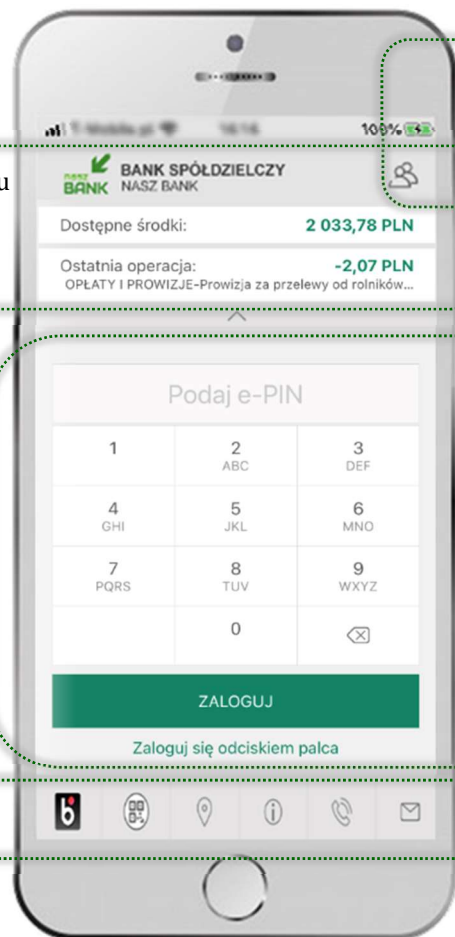 100%
u
nasz BANK
BANK SPÓŁDZIELCZY
NASZ BANK
Dostępne środki: 2 033,78 PLN
Ostatnia operacja: -2,07 PLN
OPŁATY I PROWIZJE-Prowizja za przelewy od rolników...
Podaj e-PIN
1 2 3
ABC DEF
4 5 6
GHI JKL MNO
7 8 9
PQRS TUV WXYZ
0
ZALOGUJ
Zaloguj się odciskiem palca
b